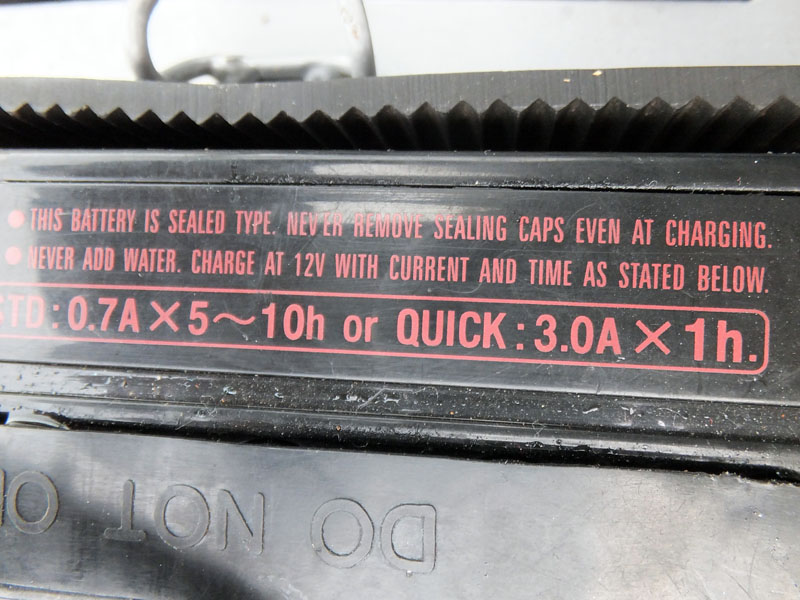 ● THIS BATTERY IS SEALED TYPE. NEVER REMOVE SEALING CAPS EVEN AT CHARGING.
● NEVER ADD WATER. CHARGE AT 12V WITH CURRENT AND TIME AS STATED BELOW.
STD: 0.7A × 5～10h or QUICK: 3.0A × 1h.
DO NOT